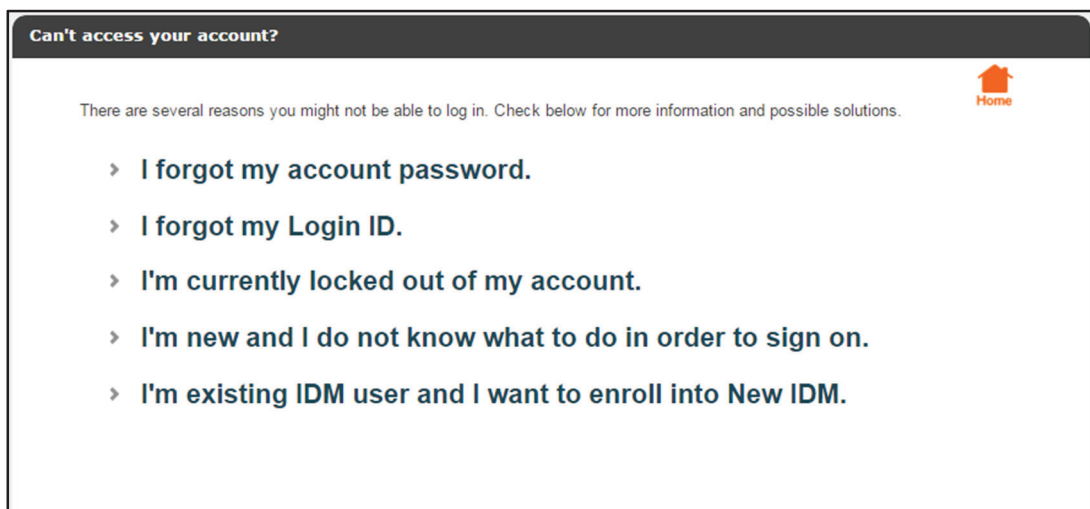 Can't access your account?
Home
There are several reasons you might not be able to log in. Check below for more information and possible solutions.
I forgot my account password.
I forgot my Login ID.
I'm currently locked out of my account.
I'm new and I do not know what to do in order to sign on.
I'm existing IDM user and I want to enroll into New IDM.